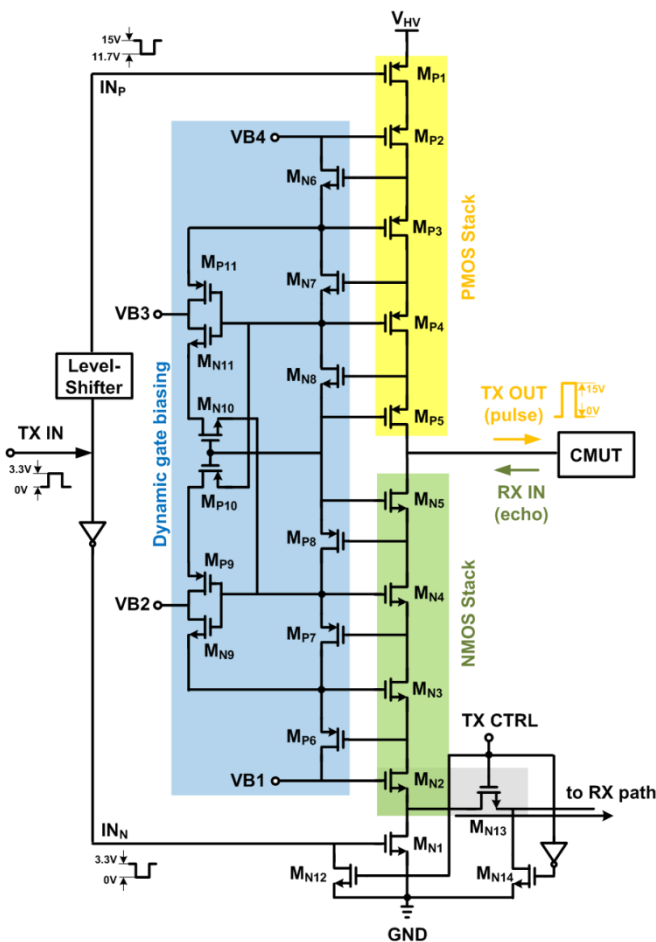 V_HV
15V
11.7V
IN_P
M_P1
VB4
M_P2
M_N6
M_P3
PMOS Stack
M_P11
M_N7
VB3
M_P4
M_N11
Level-
Shifter
M_N8
M_N10
M_P5
TX OUT
(pulse)
15V
0V
TX IN
3.3V
0V
Dynamic gate biasing
CMUT
RX IN
(echo)
M_P10
M_N5
M_P8
M_P9
M_N4
VB2
M_P7
M_N9
NMOS Stack
M_N3
M_P6
TX CTRL
VB1
M_N2
to RX path
M_N13
IN_N
M_N1
3.3V
0V
M_N12
M_N14
GND